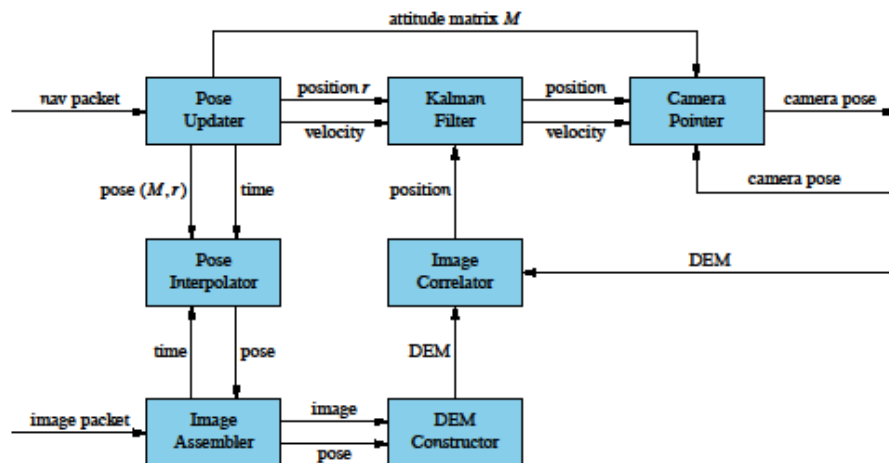 attitude matrix M
nav packet
Pose
Updater
position r
velocity
Kalman
Filter
position
velocity
Camera
Pointer
camera pose
camera pose
pose (M, r)
time
position
Pose
Interpolator
Image
Correlator
DEM
time
pose
DEM
image packet
Image
Assembler
image
pose
DEM
Constructor